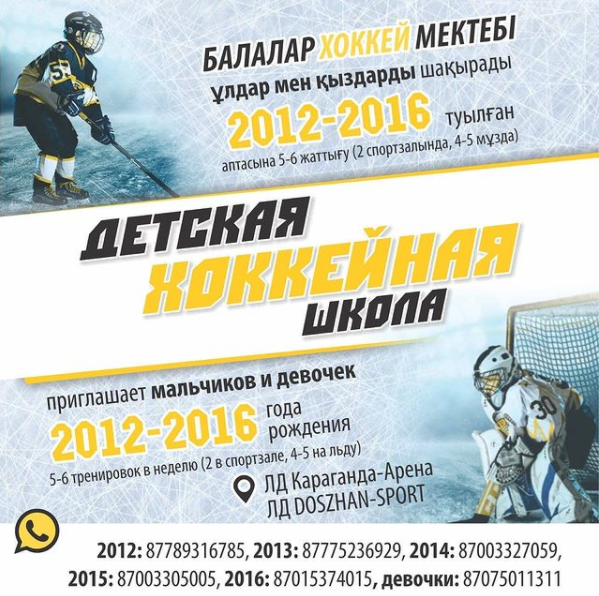 БАЛАЛАР ХОККЕЙ МЕКТЕБІ
ұлдар мен қыздарды шақырады
2012-2016 туылған
аптасына 5-6 жаттығу (2 спортзалында, 4-5 мұзда)
ДЕТСКАЯ
ХОККЕЙНАЯ
ШКОЛА
приглашает мальчиков и девочек
2012-2016 года рождения
5-6 тренировок в неделю (2 в спортзале, 4-5 на льду)
ЛД Караганда-Арена
ЛД DOSZHAN-SPORT
30
2012: 87789316785, 2013: 87775236929, 2014: 87003327059,
2015: 87003305005, 2016: 87015374015, девочки: 87075011311